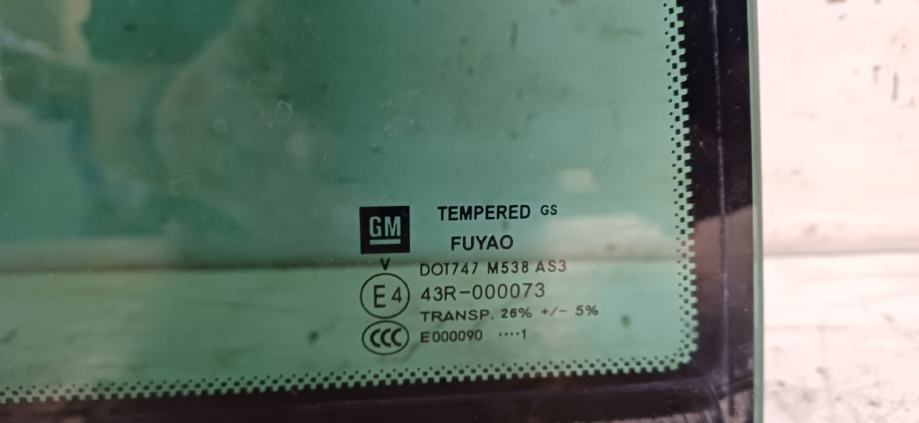 GM TEMPERED GS
FUYAO
V DOT747 M538 AS3
E4 43R-000073
TRANSP. 26% +/- 5%
CCC E000090 ····1